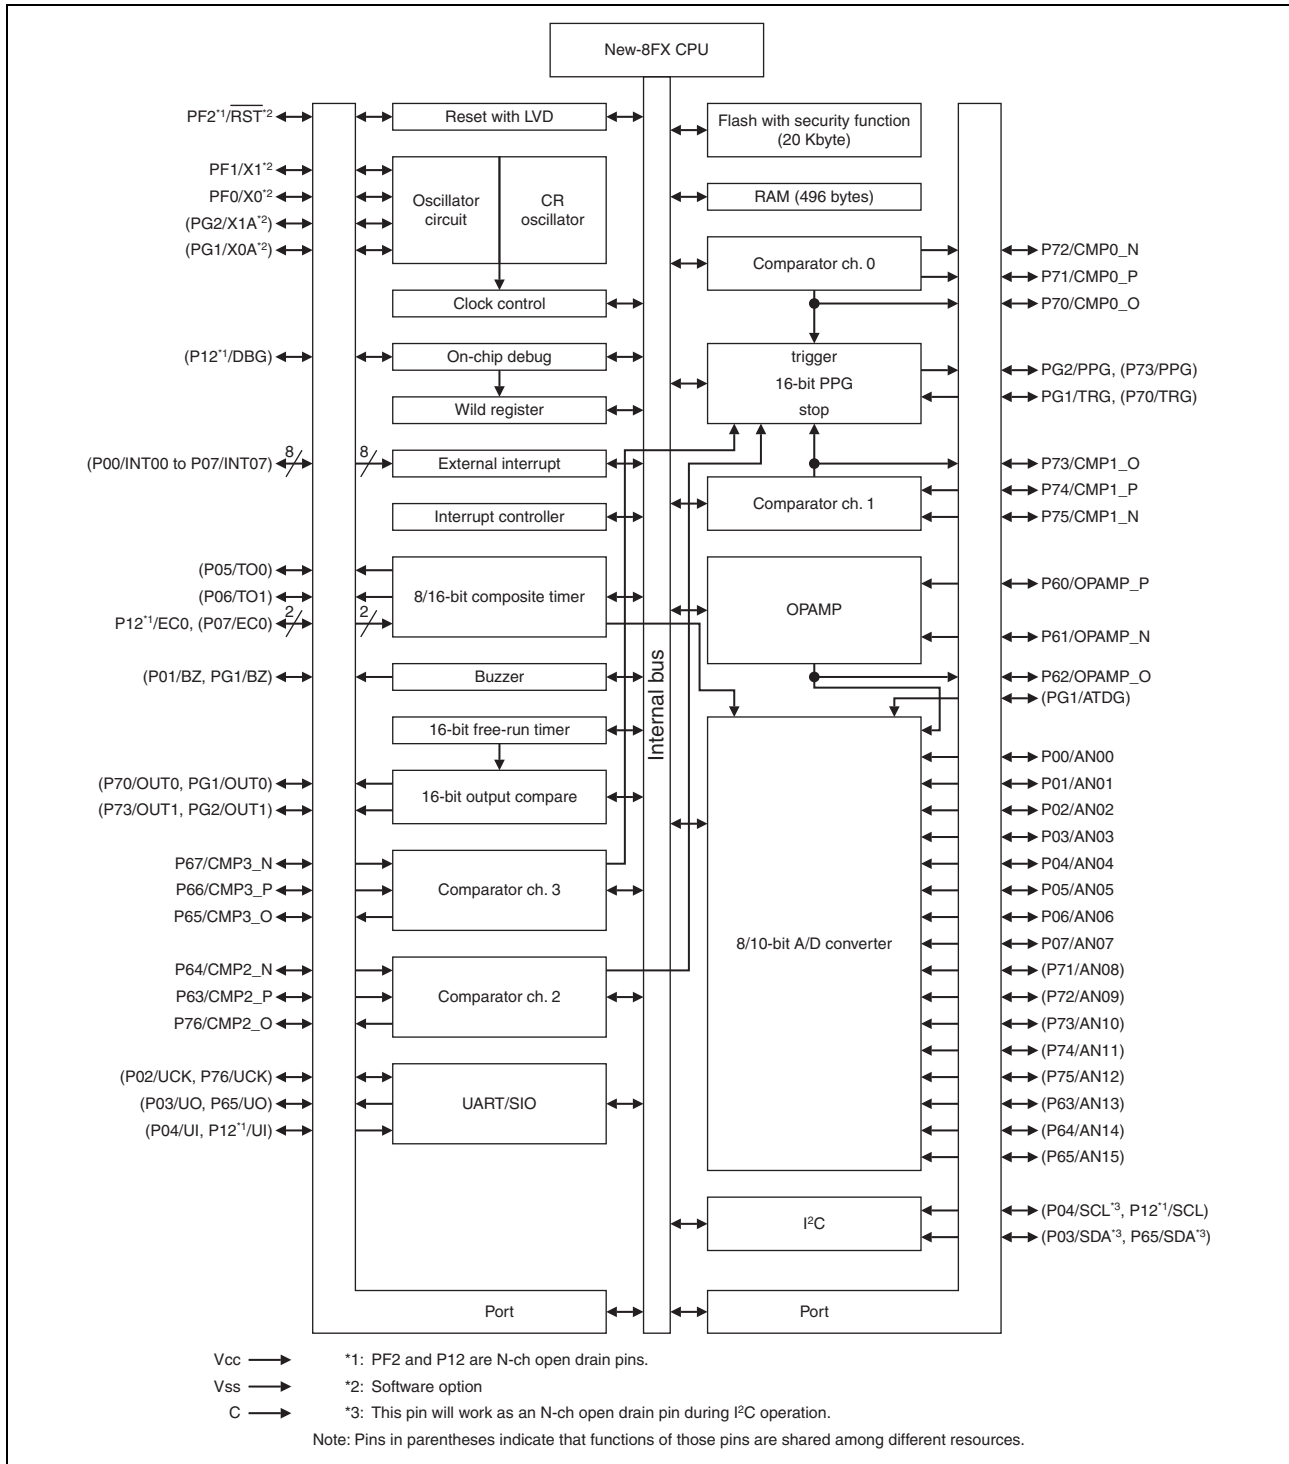 New-8FX CPU
PF2*1/RST*2
Reset with LVD
PF1/X1*2
PF0/X0*2
(PG2/X1A*2)
(PG1/X0A*2)
Oscillator
circuit
CR
oscillator
Clock control
(P12*1/DBG)
On-chip debug
Wild register
(P00/INT00 to P07/INT07)
8
8
External interrupt
Interrupt controller
(P05/TO0)
(P06/TO1)
P12*1/EC0, (P07/EC0)
2
2
8/16-bit composite timer
(P01/BZ, PG1/BZ)
Buzzer
16-bit free-run timer
(P70/OUT0, PG1/OUT0)
(P73/OUT1, PG2/OUT1)
16-bit output compare
P67/CMP3_N
P66/CMP3_P
P65/CMP3_O
Comparator ch. 3
P64/CMP2_N
P63/CMP2_P
P76/CMP2_O
Comparator ch. 2
(P02/UCK, P76/UCK)
(P03/UO, P65/UO)
(P04/UI, P12*1/UI)
UART/SIO
Port
Internal bus
Flash with security function
(20 Kbyte)
RAM (496 bytes)
Comparator ch. 0
P72/CMP0_N
P71/CMP0_P
P70/CMP0_O
trigger
16-bit PPG
stop
PG2/PPG, (P73/PPG)
PG1/TRG, (P70/TRG)
Comparator ch. 1
P73/CMP1_O
P74/CMP1_P
P75/CMP1_N
OPAMP
P60/OPAMP_P
P61/OPAMP_N
P62/OPAMP_O
(PG1/ATDG)
8/10-bit A/D converter
P00/AN00
P01/AN01
P02/AN02
P03/AN03
P04/AN04
P05/AN05
P06/AN06
P07/AN07
(P71/AN08)
(P72/AN09)
(P73/AN10)
(P74/AN11)
(P75/AN12)
(P63/AN13)
(P64/AN14)
(P65/AN15)
I2C
(P04/SCL*3, P12*1/SCL)
(P03/SDA*3, P65/SDA*3)
Port
Vcc
Vss
C
*1: PF2 and P12 are N-ch open drain pins.
*2: Software option
*3: This pin will work as an N-ch open drain pin during I2C operation.
Note: Pins in parentheses indicate that functions of those pins are shared among different resources.